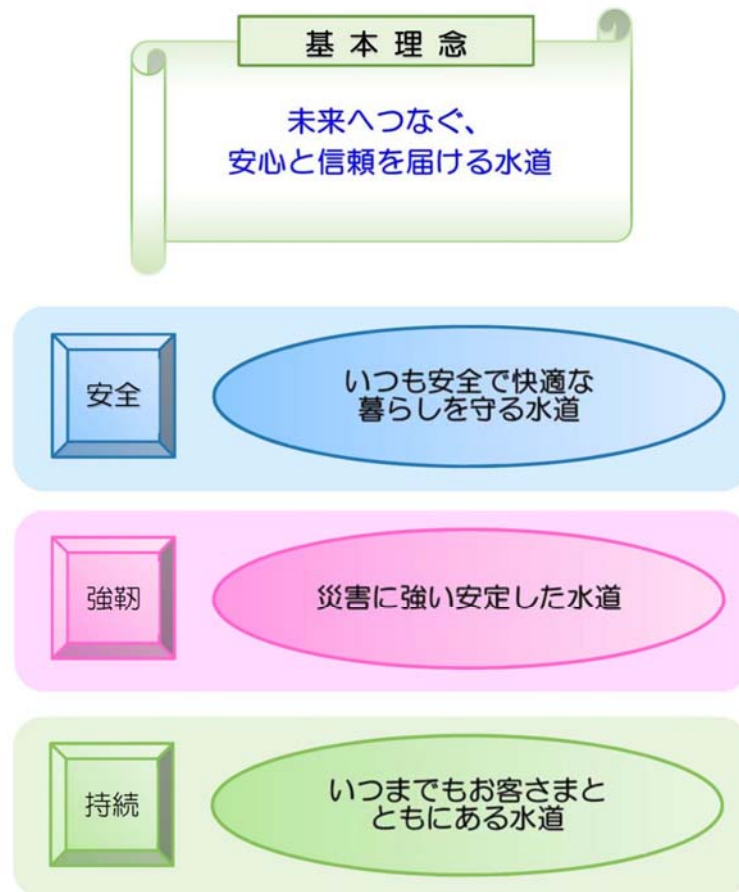 基本理念
未来へつなぐ、
安心と信頼を届ける水道
安全
いつも安全で快適な
暮らしを守る水道
強靭
災害に強い安定した水道
持続
いつまでもお客さまと
ともにある水道